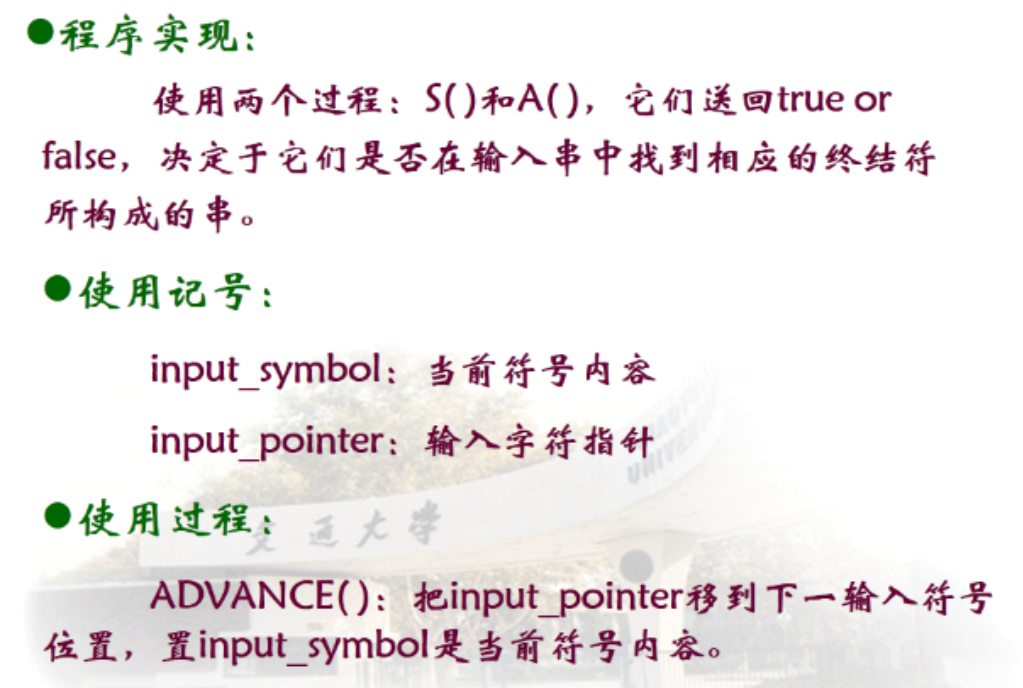 ●程序实现：
使用两个过程：S()和A()，它们送回true or
false，决定于它们是否在输入串中找到相应的终结符
所构成的串。
●使用记号：
input_symbol：当前符号内容
input_pointer：输入字符指针
●使用过程：
交通大学
UNIVER
ADVANCE()：把input_pointer移到下一输入符号
位置，置input_symbol是当前符号内容。